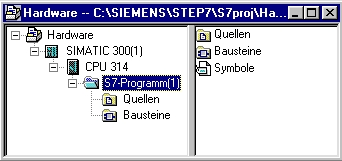 Hardware -- C:\SIEMENS\STEP7\S7proj\Ha...
Hardware
SIMATIC 300(1)
CPU 314
S7-Programm(1)
Quellen
Bausteine
Quellen
Bausteine
Symbole